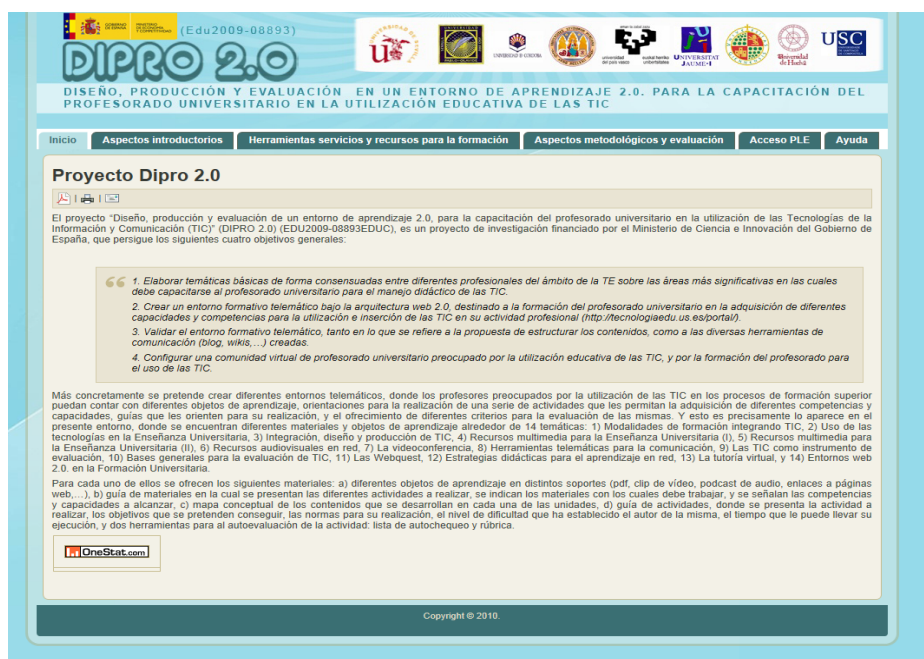 GOBIERNO DE ESPAÑA MINISTERIO DE ECONOMÍA Y COMPETITIVIDAD (Edu2009-08893)
DIPRO 2.0
UNIVERSIDAD DE CÓRDOBA
UNIVERSITAT JAUME·I
Universidad de Huelva
USC
DISEÑO, PRODUCCIÓN Y EVALUACIÓN EN UN ENTORNO DE APRENDIZAJE 2.0. PARA LA CAPACITACIÓN DEL
PROFESORADO UNIVERSITARIO EN LA UTILIZACIÓN EDUCATIVA DE LAS TIC
Inicio Aspectos introductorios Herramientas servicios y recursos para la formación Aspectos metodológicos y evaluación Acceso PLE Ayuda
Proyecto Dipro 2.0
El proyecto “Diseño, producción y evaluación de un entorno de aprendizaje 2.0, para la capacitación del profesorado universitario en la utilización de las Tecnologías de la
Información y Comunicación (TIC)” (DIPRO 2.0) (EDU2009-08893EDUC), es un proyecto de investigación financiado por el Ministerio de Ciencia e Innovación del Gobierno de
España, que persigue los siguientes cuatro objetivos generales:
1. Elaborar temáticas básicas de forma consensuadas entre diferentes profesionales del ámbito de la TE sobre las áreas más significativas en las cuales
debe capacitarse al profesorado universitario para el manejo didáctico de las TIC.
2. Crear un entorno formativo telemático bajo la arquitectura web 2.0, destinado a la formación del profesorado universitario en la adquisición de diferentes
capacidades y competencias para la utilización e inserción de las TIC en su actividad profesional (http://tecnologiaedu.us.es/portal/).
3. Validar el entorno formativo telemático, tanto en lo que se refiere a la propuesta de estructurar los contenidos, como a las diversas herramientas de
comunicación (blog, wikis,…) creadas.
4. Configurar una comunidad virtual de profesorado universitario preocupado por la utilización educativa de las TIC, y por la formación del profesorado para
el uso de las TIC.
Más concretamente se pretende crear diferentes entornos telemáticos, donde los profesores preocupados por la utilización de las TIC en los procesos de formación superior
puedan contar con diferentes objetos de aprendizaje, orientaciones para la realización de una serie de actividades que les permitan la adquisición de diferentes competencias y
capacidades, guías que les orienten para su realización, y el ofrecimiento de diferentes criterios para la evaluación de las mismas. Y esto es precisamente lo aparece en el
presente entorno, donde se encuentran diferentes materiales y objetos de aprendizaje alrededor de 14 temáticas: 1) Modalidades de formación integrando TIC, 2) Uso de las
tecnologías en la Enseñanza Universitaria, 3) Integración, diseño y producción de TIC, 4) Recursos multimedia para la Enseñanza Universitaria (I), 5) Recursos multimedia para
la Enseñanza Universitaria (II), 6) Recursos audiovisuales en red, 7) La videoconferencia, 8) Herramientas telemáticas para la comunicación, 9) Las TIC como instrumento de
evaluación, 10) Bases generales para la evaluación de TIC, 11) Las Webquest, 12) Estrategias didácticas para el aprendizaje en red, 13) La tutoría virtual, y 14) Entornos web
2.0. en la Formación Universitaria.
Para cada uno de ellos se ofrecen los siguientes materiales: a) diferentes objetos de aprendizaje en distintos soportes (pdf, clip de vídeo, podcast de audio, enlaces a páginas
web,…), b) guía de materiales en la cual se presentan las diferentes actividades a realizar, se indican los materiales con los cuales debe trabajar, y se señalan las competencias
y capacidades a alcanzar, c) mapa conceptual de los contenidos que se desarrollan en cada una de las unidades, d) guía de actividades, donde se presenta la actividad a
realizar, los objetivos que se pretenden conseguir, las normas para su realización, el nivel de dificultad que ha establecido el autor de la misma, el tiempo que le puede llevar su
ejecución, y dos herramientas para al autoevaluación de la actividad: lista de autochequeo y rúbrica.
OneStat.com
Copyright © 2010.